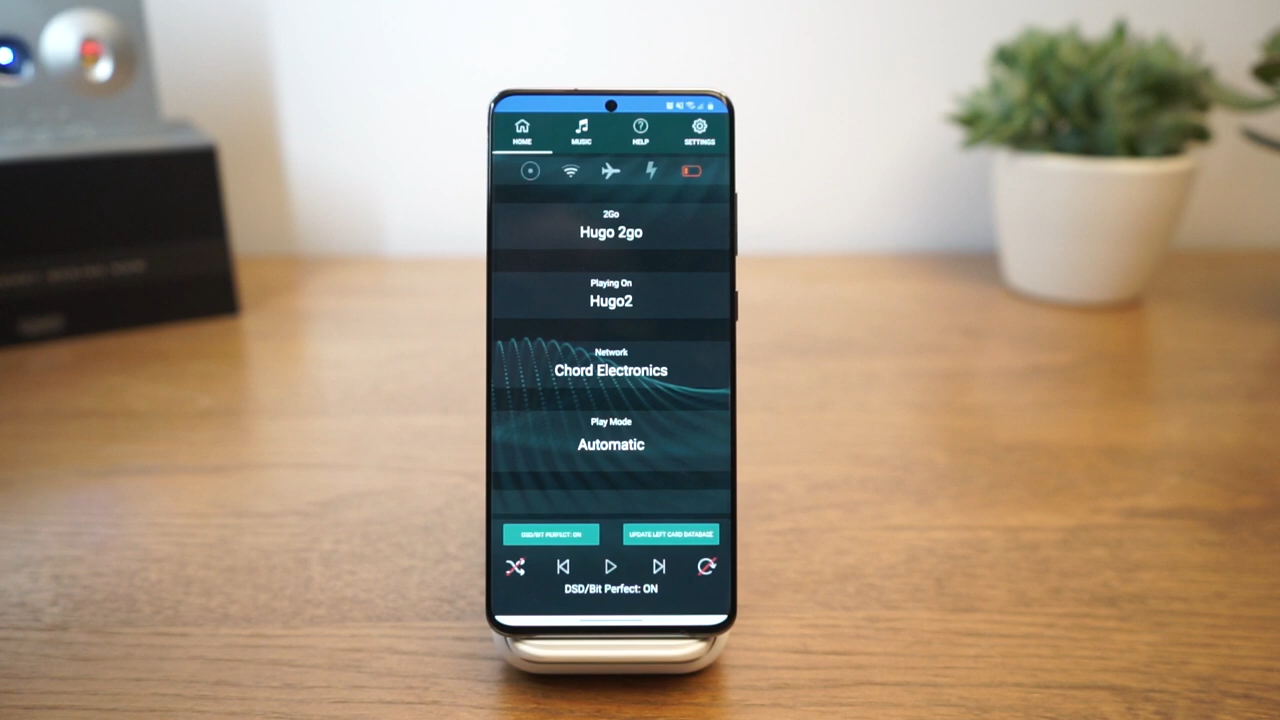 HOME MUSIC HELP SETTINGS
2Go
Hugo 2go
Playing On
Hugo2
Network
Chord Electronics
Play Mode
Automatic
DSD/BIT PERFECT: ON UPDATE LEFT CARD DATABASE
DSD/Bit Perfect: ON